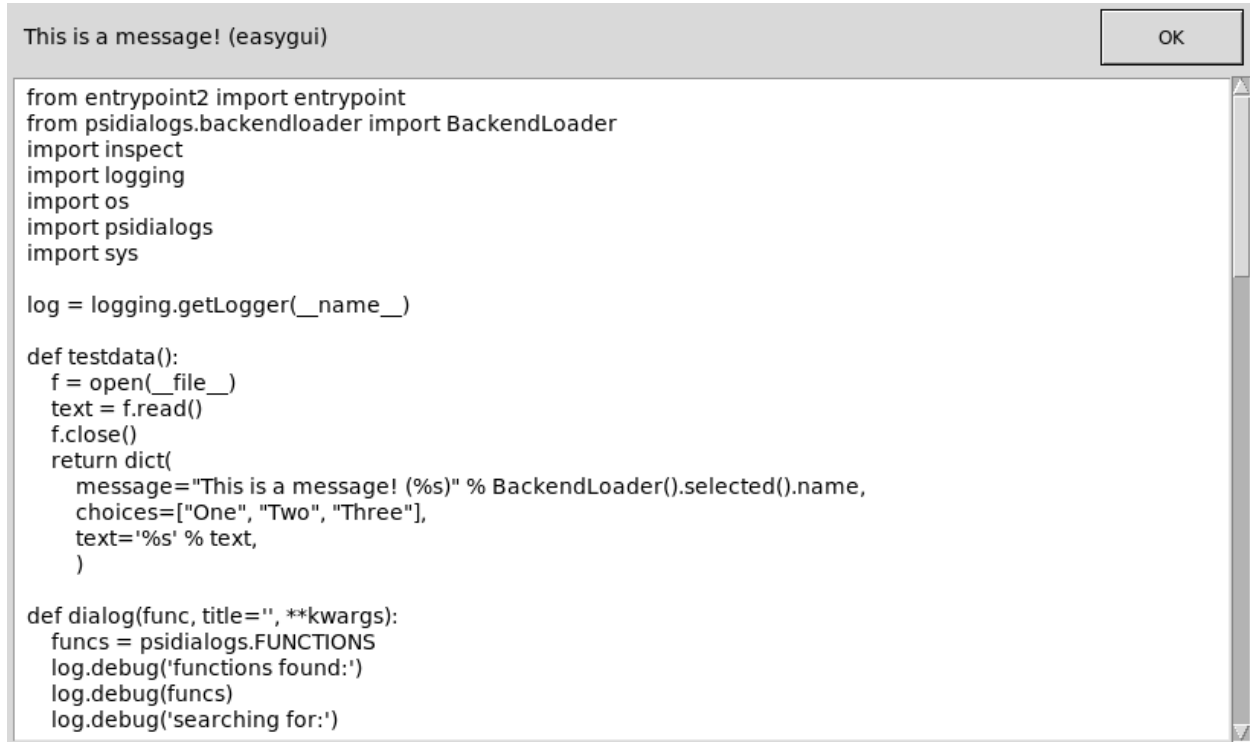 This is a message! (easygui)
OK
from entrypoint2 import entrypoint
from psidialogs.backendloader import BackendLoader
import inspect
import logging
import os
import psidialogs
import sys
log = logging.getLogger(__name__)
def testdata():
f = open(__file__)
text = f.read()
f.close()
return dict(
message="This is a message! (%s)" % BackendLoader().selected().name,
choices=["One", "Two", "Three"],
text='%s' % text,
)
def dialog(func, title='', **kwargs):
funcs = psidialogs.FUNCTIONS
log.debug('functions found:')
log.debug(funcs)
log.debug('searching for:')